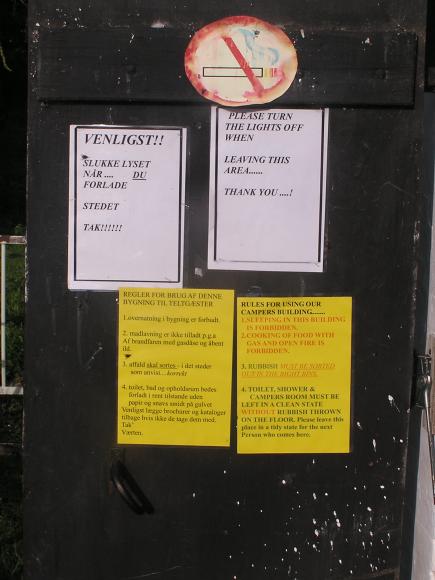 VENLIGST!!
SLUKKE LYSET
NÅR .... DU
FORLADE
STEDET
TAK!!!!!!
PLEASE TURN
THE LIGHTS OFF
WHEN
LEAVING THIS
AREA......
THANK YOU ....!
REGLER FOR BRUG AF DENNE
BYGNING TIL TELTGÆSTER
1.overnatning i bygning er forbudt.
2. madlavning er ikke tilladt p.g.a
Af brandfaren med gasdåse og åbent
ild.
3. affald skal sortes - i det steder
som anvist....korrekt
4. toilet, bad og opholdsrum bedes
forladt i rent tilstande uden
papir og snavs smidt på gulvet
Venligst lægge brochurer og kataloger
tilbage hvis ikke de tage dem med.
Tak'
Værten.
RULES FOR USING OUR
CAMPERS BUILDING.......
1.SLEEPING IN THIS BUILDING
IS FORBIDDEN.
2.COOKING OF FOOD WITH
GAS AND OPEN FIRE IS
FORBIDDEN.
3. RUBBISH MUST BE SORTED
OUT IN THE RIGHT BINS.
4. TOILET, SHOWER &
CAMPERS ROOM MUST BE
LEFT IN A CLEAN STATE
WITHOUT RUBBISH THROWN
ON THE FLOOR. Please leave this
place in a tidy state for the next
Person who comes here.